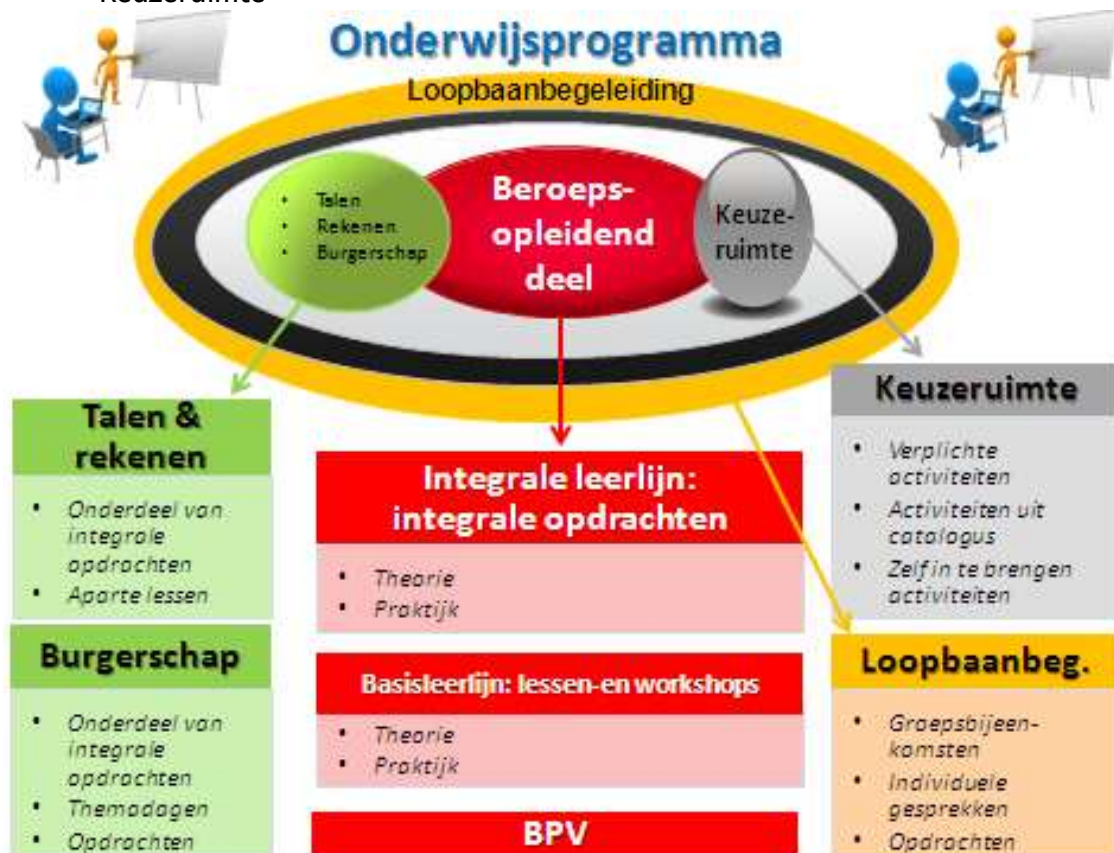 Keuzeruimte
Onderwijsprogramma
Loopbaanbegeleiding
• Talen
• Rekenen
• Burgerschap
Beroeps-
opleidend
deel
Keuze-
ruimte
Talen &
rekenen
• Onderdeel van
integrale
opdrachten
• Aparte lessen
Burgerschap
• Onderdeel van
integrale
opdrachten
• Themadagen
• Opdrachten
Integrale leerlijn:
integrale opdrachten
• Theorie
• Praktijk
Basisleerlijn: lessen-en workshops
• Theorie
• Praktijk
BPV
Keuzeruimte
• Verplichte
activiteiten
• Activiteiten uit
catalogus
• Zelf in te brengen
activiteiten
Loopbaanbeg.
• Groepsbijeen-
komsten
• Individuele
gesprekken
• Opdrachten